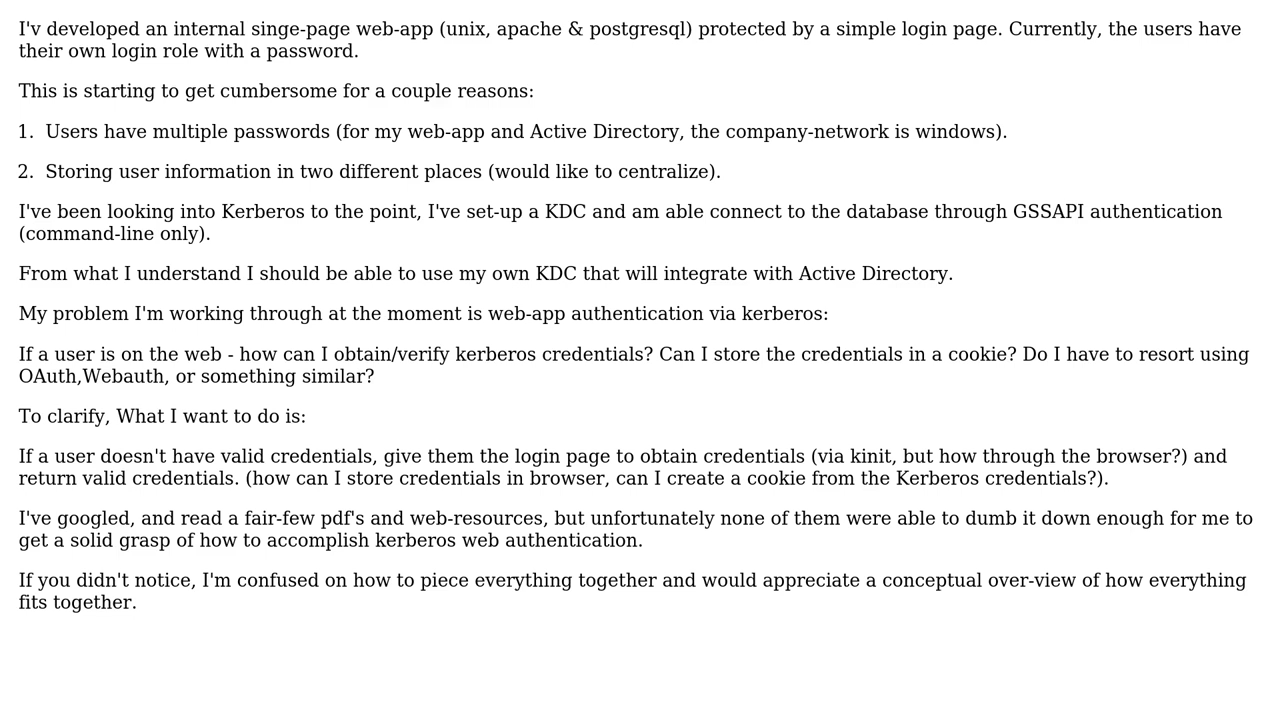 I'v developed an internal singe-page web-app (unix, apache & postgresql) protected by a simple login page. Currently, the users have
their own login role with a password.
This is starting to get cumbersome for a couple reasons:
1. Users have multiple passwords (for my web-app and Active Directory, the company-network is windows).
2. Storing user information in two different places (would like to centralize).
I've been looking into Kerberos to the point, I've set-up a KDC and am able connect to the database through GSSAPI authentication
(command-line only).
From what I understand I should be able to use my own KDC that will integrate with Active Directory.
My problem I'm working through at the moment is web-app authentication via kerberos:
If a user is on the web - how can I obtain/verify kerberos credentials? Can I store the credentials in a cookie? Do I have to resort using
OAuth,Webauth, or something similar?
To clarify, What I want to do is:
If a user doesn't have valid credentials, give them the login page to obtain credentials (via kinit, but how through the browser?) and
return valid credentials. (how can I store credentials in browser, can I create a cookie from the Kerberos credentials?).
I've googled, and read a fair-few pdf's and web-resources, but unfortunately none of them were able to dumb it down enough for me to
get a solid grasp of how to accomplish kerberos web authentication.
If you didn't notice, I'm confused on how to piece everything together and would appreciate a conceptual over-view of how everything
fits together.